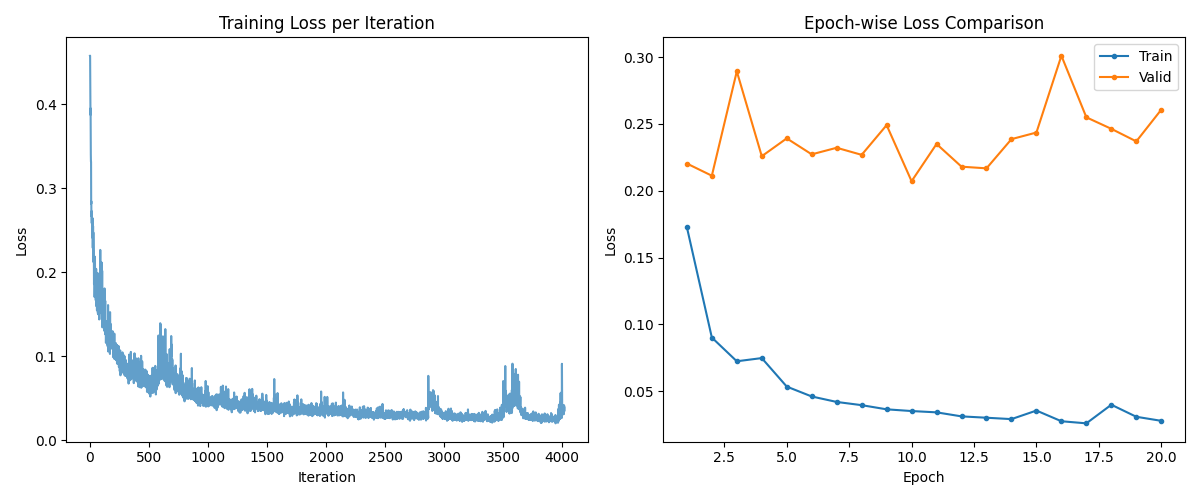 Training Loss per Iteration
Loss
0.4
0.3
0.2
0.1
0.0
0 500 1000 1500 2000 2500 3000 3500 4000
Iteration
Epoch-wise Loss Comparison
Train
Valid
Loss
0.30
0.25
0.20
0.15
0.10
0.05
2.5 5.0 7.5 10.0 12.5 15.0 17.5 20.0
Epoch